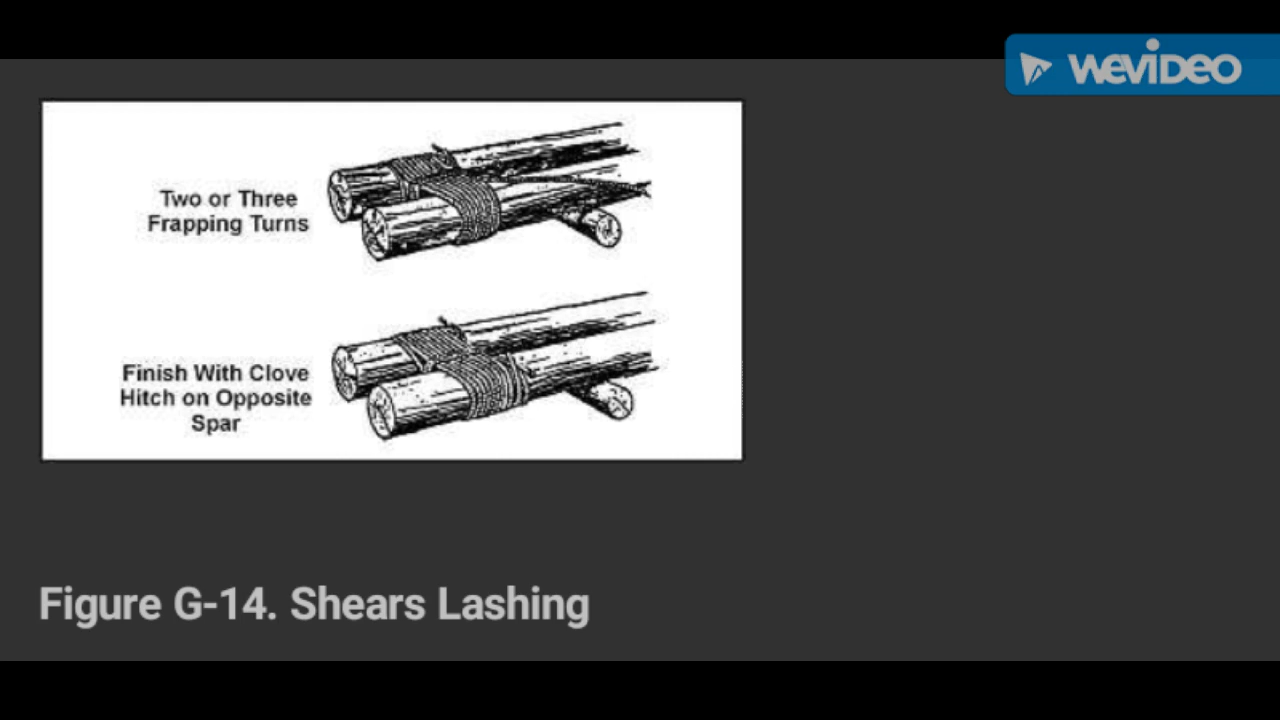 WEVIDEO
Two or Three
Frapping Turns
Finish With Clove
Hitch on Opposite
Spar
Figure G-14. Shears Lashing